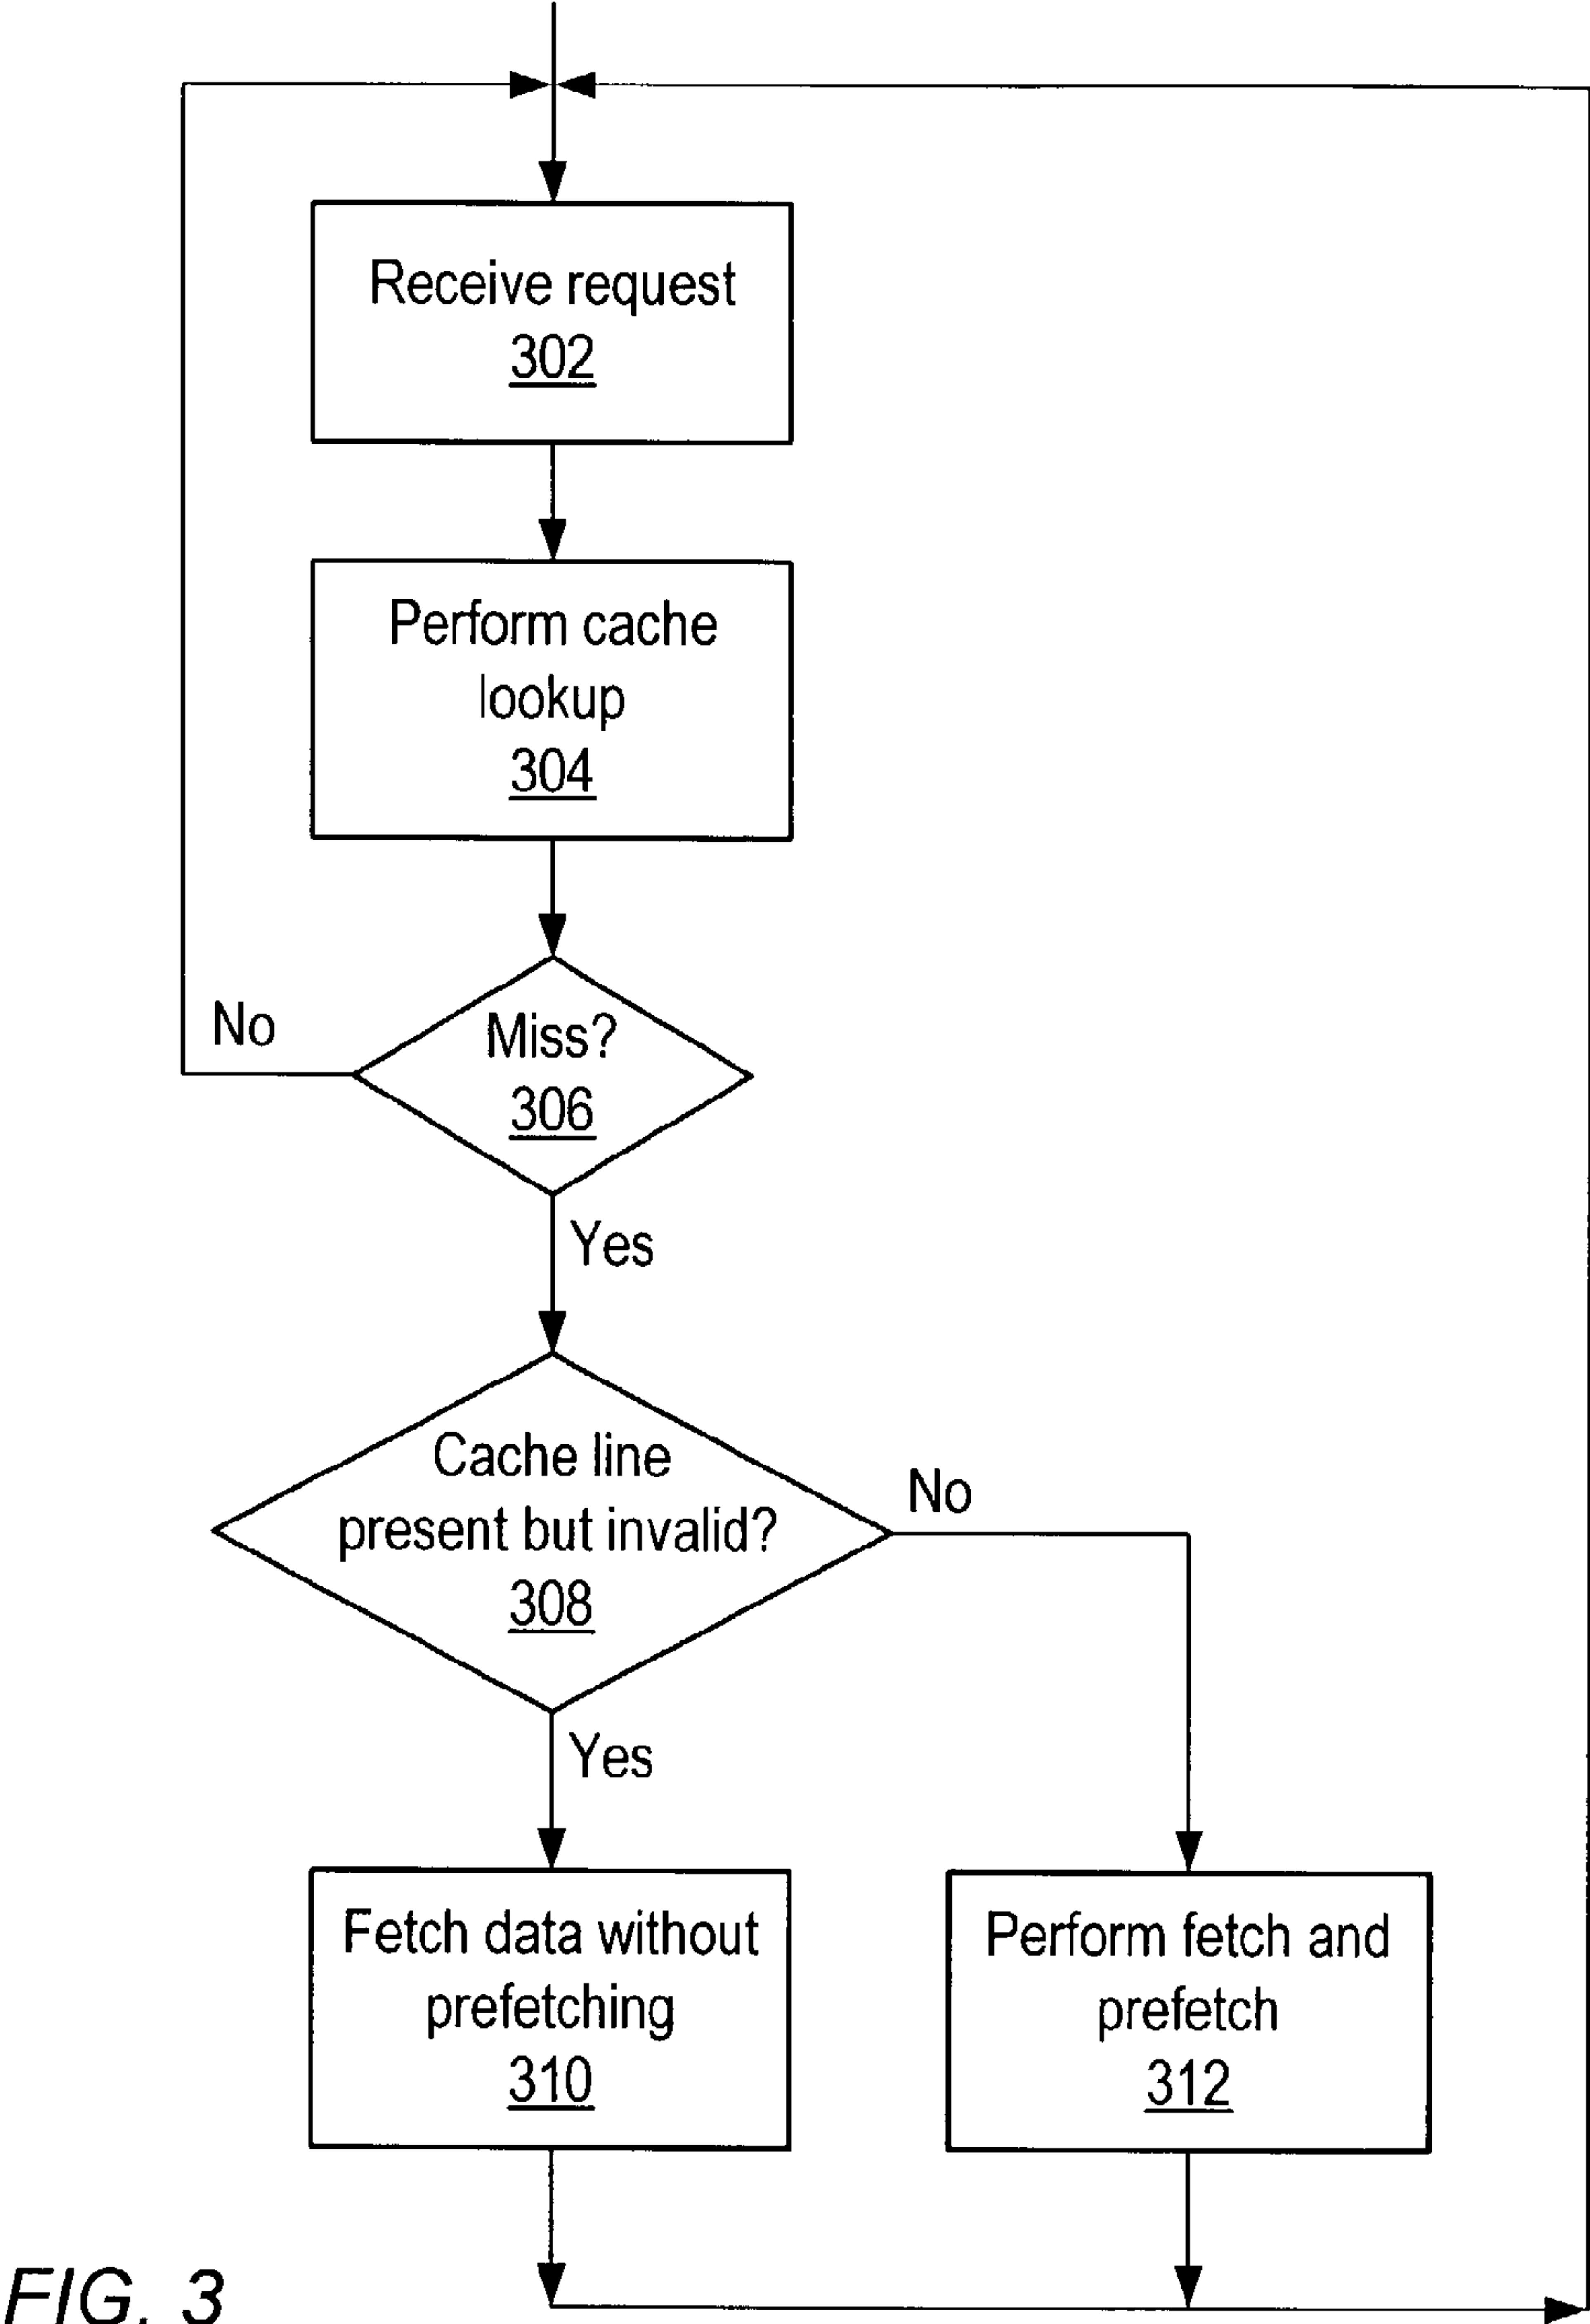 Receive request
302
Perform cache
lookup
304
No
Miss?
306
Yes
Cache line
present but invalid?
308
No
Yes
Fetch data without
prefetching
310
Perform fetch and
prefetch
312
FIG. 3